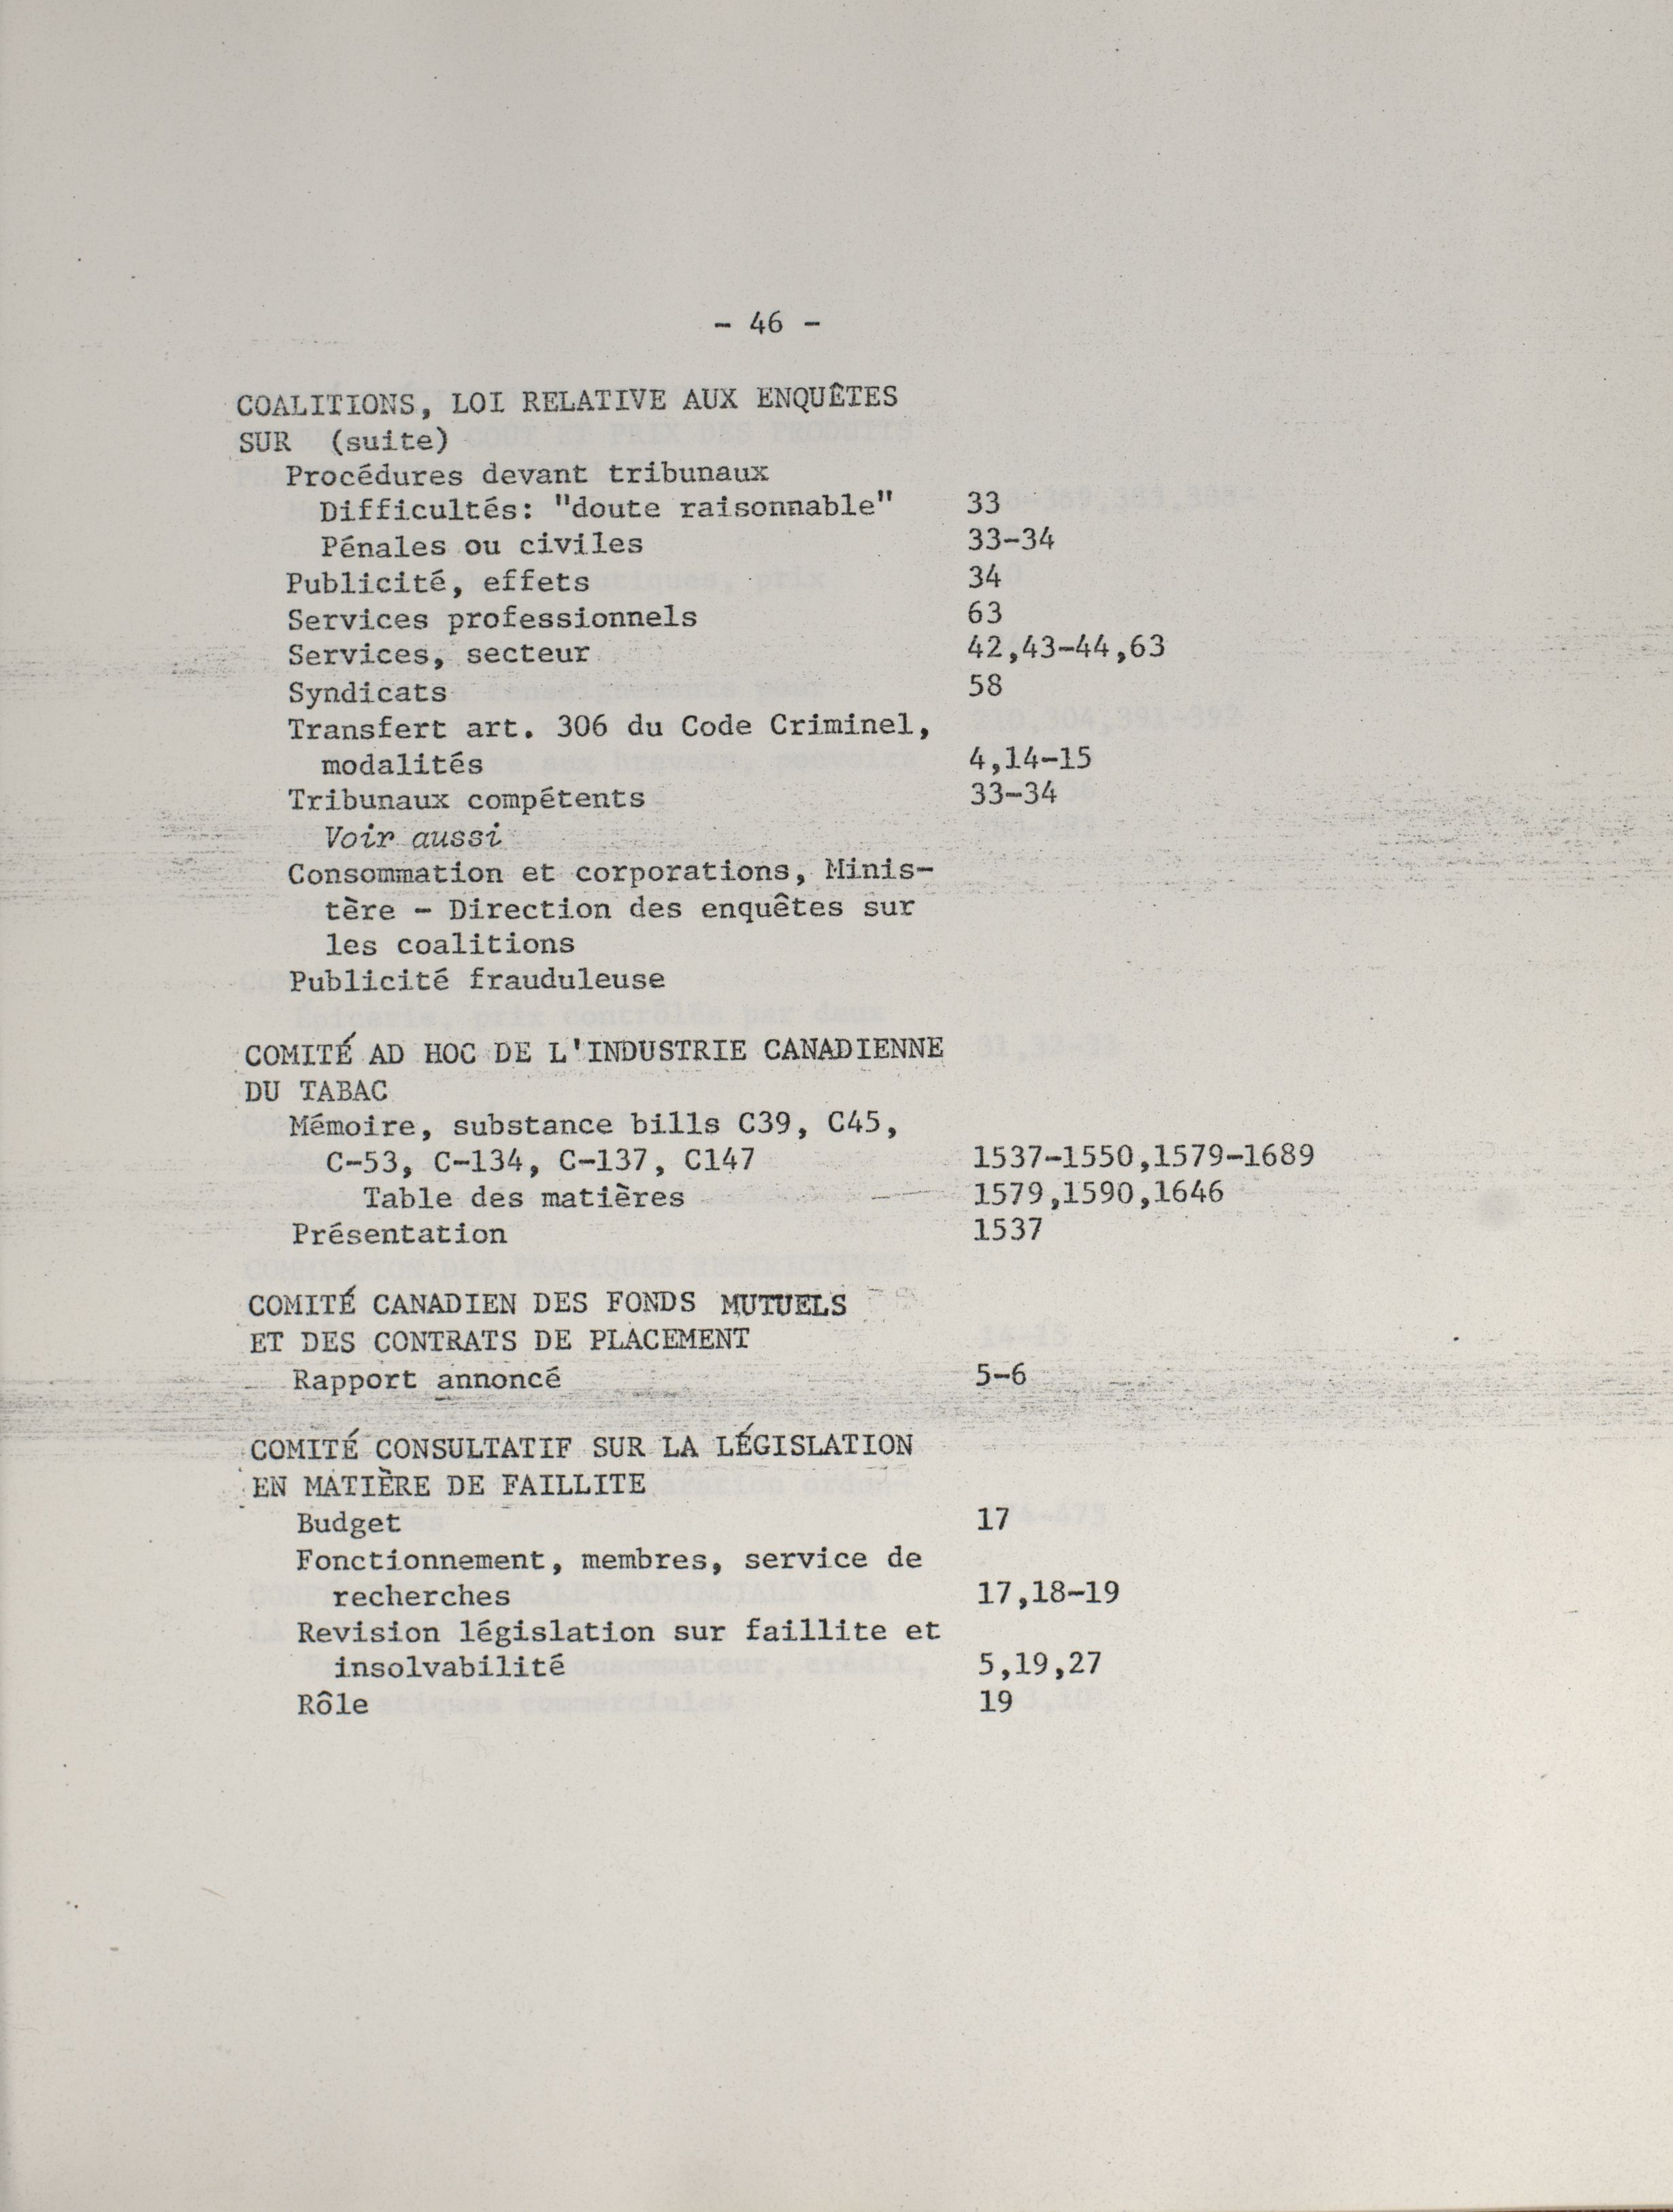 - 46 -
COALITIONS, LOI RELATIVE AUX ENQUÊTES
SUR (suite)
Procédures devant tribunaux
Difficultés: "doute raisonnable" 33
Pénales ou civiles 33-34
Publicité, effets 34
Services professionnels 63
Services, secteur 42,43-44,63
Syndicats 58
Transfert art. 306 du Code Criminel,
modalités 4,14-15
Tribunaux compétents 33-34
Voir aussi
Consommation et corporations, Minis-
tère - Direction des enquêtes sur
les coalitions
Publicité frauduleuse
COMITÉ AD HOC DE L'INDUSTRIE CANADIENNE
DU TABAC
Mémoire, substance bills C39, C45,
C-53, C-134, C-137, C147 1537-1550,1579-1689
Table des matières 1579,1590,1646
Présentation 1537
COMITÉ CANADIEN DES FONDS MUTUELS
ET DES CONTRATS DE PLACEMENT
Rapport annoncé 5-6
COMITÉ CONSULTATIF SUR LA LÉGISLATION
EN MATIÈRE DE FAILLITE
Budget 17
Fonctionnement, membres, service de
recherches 17,18-19
Revision législation sur faillite et
insolvabilité 5,19,27
Rôle 19